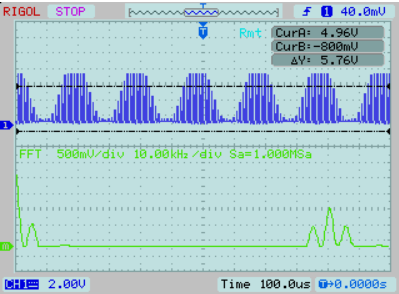 RIGOL STOP T f 1 40.0mV
Rmt CurA: 4.96V
CurB:-800mV
ΔY: 5.76V
1
FFT 500mV/div 10.00kHz/div Sa=1.000MSa
M
CH1 2.00V Time 100.0us T→0.0000s